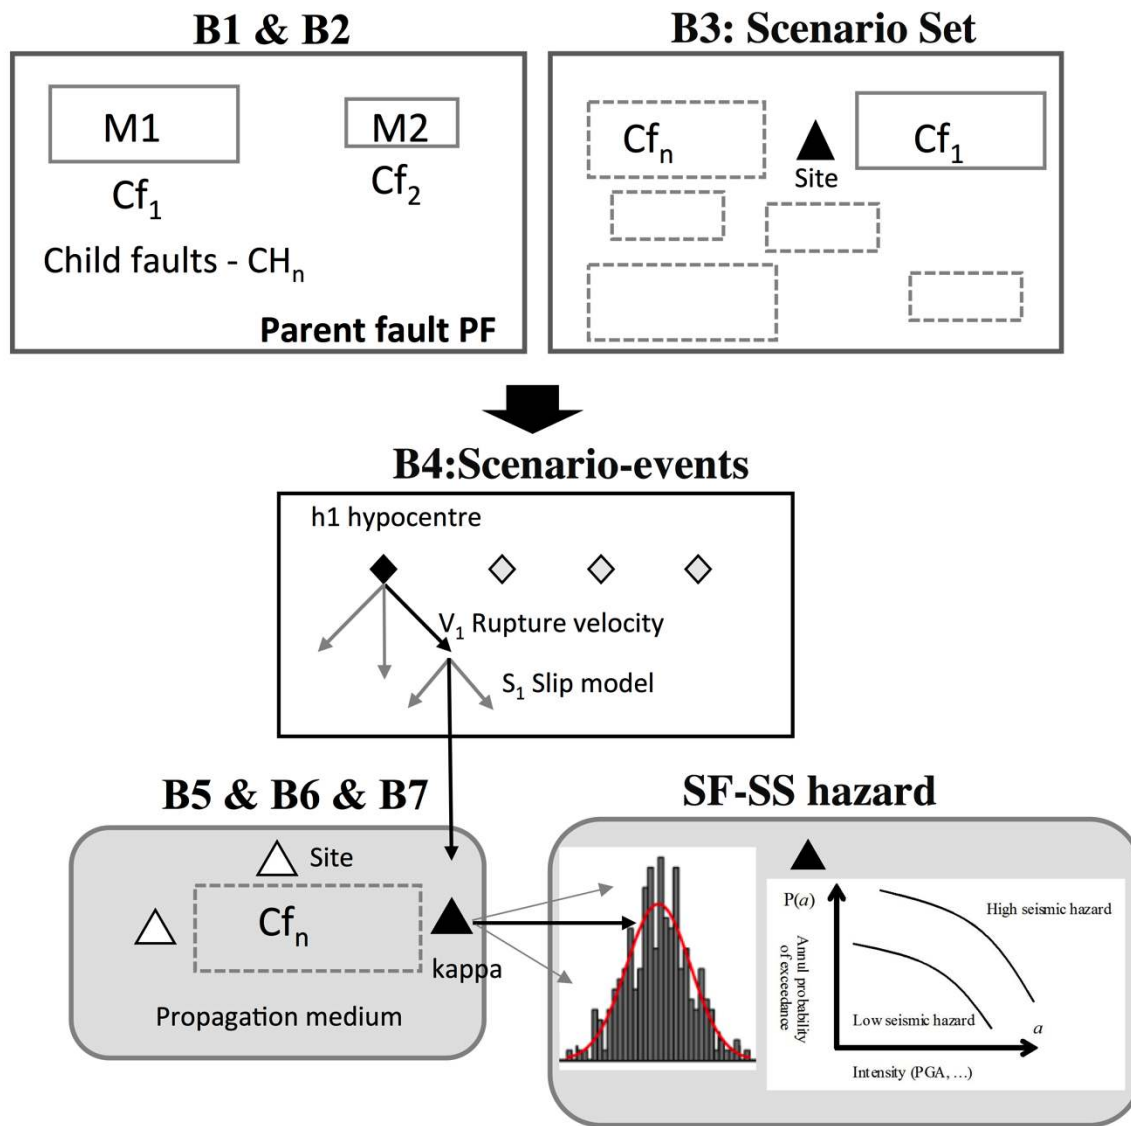 B1 & B2
M1
M2
Cf₁
Cf₂
Child faults - CHₙ
Parent fault PF
B3: Scenario Set
Cfₙ
Site
Cf₁
B4:Scenario-events
h1 hypocentre
V₁ Rupture velocity
S₁ Slip model
B5 & B6 & B7
Site
Cfₙ
kappa
Propagation medium
SF-SS hazard
P(a)
Annul probability
of exceedance
High seismic hazard
Low seismic hazard
a
Intensity (PGA, ...)